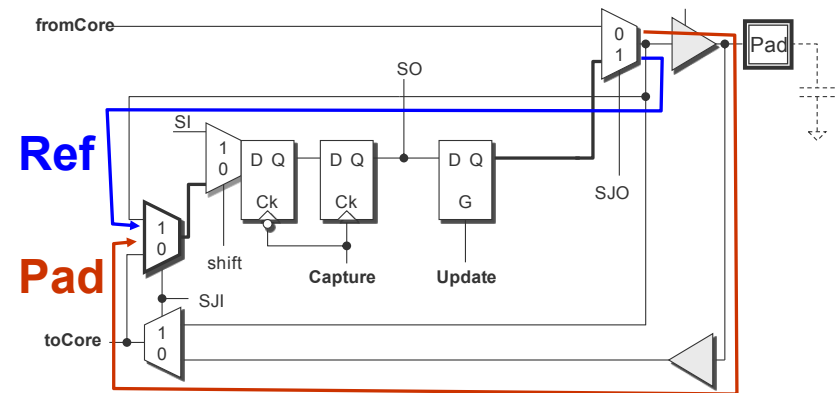 fromCore
0
1
Pad
SO
SI
Ref
1
0
D Q
D Q
D Q
Ck
Ck
G
SJO
1
0
shift
Capture
Update
Pad
SJI
toCore
1
0